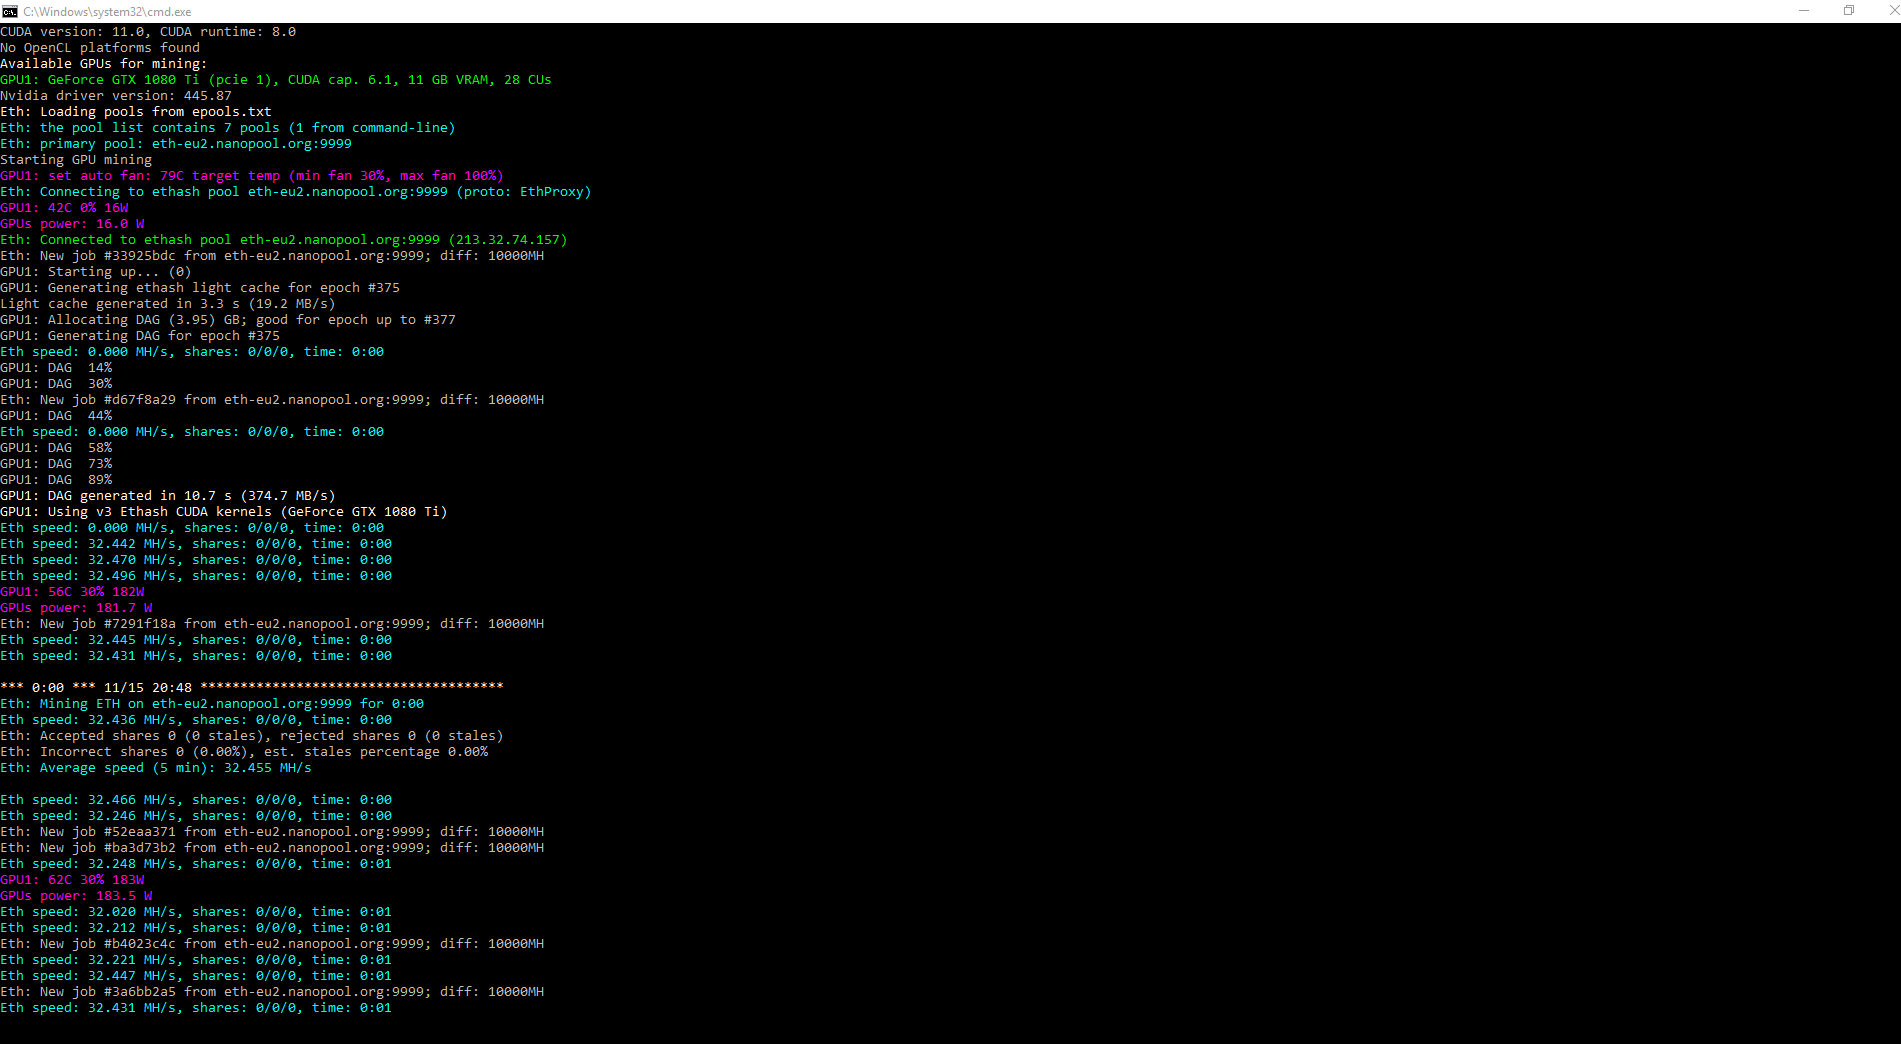 C:\Windows\system32\cmd.exe
CUDA version: 11.0, CUDA runtime: 8.0
No OpenCL platforms found
Available GPUs for mining:
GPU1: GeForce GTX 1080 Ti (pcie 1), CUDA cap. 6.1, 11 GB VRAM, 28 CUs
Nvidia driver version: 445.87
Eth: Loading pools from epools.txt
Eth: the pool list contains 7 pools (1 from command-line)
Eth: primary pool: eth-eu2.nanopool.org:9999
Starting GPU mining
GPU1: set auto fan: 79C target temp (min fan 30%, max fan 100%)
Eth: Connecting to ethash pool eth-eu2.nanopool.org:9999 (proto: EthProxy)
GPU1: 42C 0% 16W
GPUs power: 16.0 W
Eth: Connected to ethash pool eth-eu2.nanopool.org:9999 (213.32.74.157)
Eth: New job #33925bdc from eth-eu2.nanopool.org:9999; diff: 10000MH
GPU1: Starting up... (0)
GPU1: Generating ethash light cache for epoch #375
Light cache generated in 3.3 s (19.2 MB/s)
GPU1: Allocating DAG (3.95) GB; good for epoch up to #377
GPU1: Generating DAG for epoch #375
Eth speed: 0.000 MH/s, shares: 0/0/0, time: 0:00
GPU1: DAG  14%
GPU1: DAG  30%
Eth: New job #d67f8a29 from eth-eu2.nanopool.org:9999; diff: 10000MH
GPU1: DAG  44%
Eth speed: 0.000 MH/s, shares: 0/0/0, time: 0:00
GPU1: DAG  58%
GPU1: DAG  73%
GPU1: DAG  89%
GPU1: DAG generated in 10.7 s (374.7 MB/s)
GPU1: Using v3 Ethash CUDA kernels (GeForce GTX 1080 Ti)
Eth speed: 0.000 MH/s, shares: 0/0/0, time: 0:00
Eth speed: 32.442 MH/s, shares: 0/0/0, time: 0:00
Eth speed: 32.470 MH/s, shares: 0/0/0, time: 0:00
Eth speed: 32.496 MH/s, shares: 0/0/0, time: 0:00
GPU1: 56C 30% 182W
GPUs power: 181.7 W
Eth: New job #7291f18a from eth-eu2.nanopool.org:9999; diff: 10000MH
Eth speed: 32.445 MH/s, shares: 0/0/0, time: 0:00
Eth speed: 32.431 MH/s, shares: 0/0/0, time: 0:00
*** 0:00 *** 11/15 20:48 **************************************
Eth: Mining ETH on eth-eu2.nanopool.org:9999 for 0:00
Eth speed: 32.436 MH/s, shares: 0/0/0, time: 0:00
Eth: Accepted shares 0 (0 stales), rejected shares 0 (0 stales)
Eth: Incorrect shares 0 (0.00%), est. stales percentage 0.00%
Eth: Average speed (5 min): 32.455 MH/s
Eth speed: 32.466 MH/s, shares: 0/0/0, time: 0:00
Eth speed: 32.246 MH/s, shares: 0/0/0, time: 0:00
Eth: New job #52eaa371 from eth-eu2.nanopool.org:9999; diff: 10000MH
Eth: New job #ba3d73b2 from eth-eu2.nanopool.org:9999; diff: 10000MH
Eth speed: 32.248 MH/s, shares: 0/0/0, time: 0:01
GPU1: 62C 30% 183W
GPUs power: 183.5 W
Eth speed: 32.020 MH/s, shares: 0/0/0, time: 0:01
Eth speed: 32.212 MH/s, shares: 0/0/0, time: 0:01
Eth: New job #b4023c4c from eth-eu2.nanopool.org:9999; diff: 10000MH
Eth speed: 32.221 MH/s, shares: 0/0/0, time: 0:01
Eth speed: 32.447 MH/s, shares: 0/0/0, time: 0:01
Eth: New job #3a6bb2a5 from eth-eu2.nanopool.org:9999; diff: 10000MH
Eth speed: 32.431 MH/s, shares: 0/0/0, time: 0:01